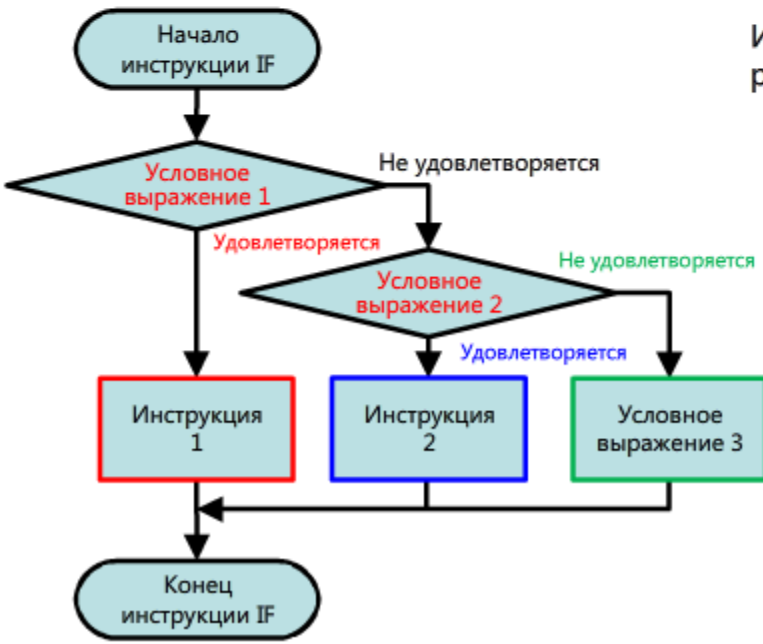 Начало
инструкции IF
Условное
выражение 1
Не удовлетворяется
Удовлетворяется
Условное
выражение 2
Не удовлетворяется
Удовлетворяется
Инструкция
1
Инструкция
2
Условное
выражение 3
Конец
инструкции IF